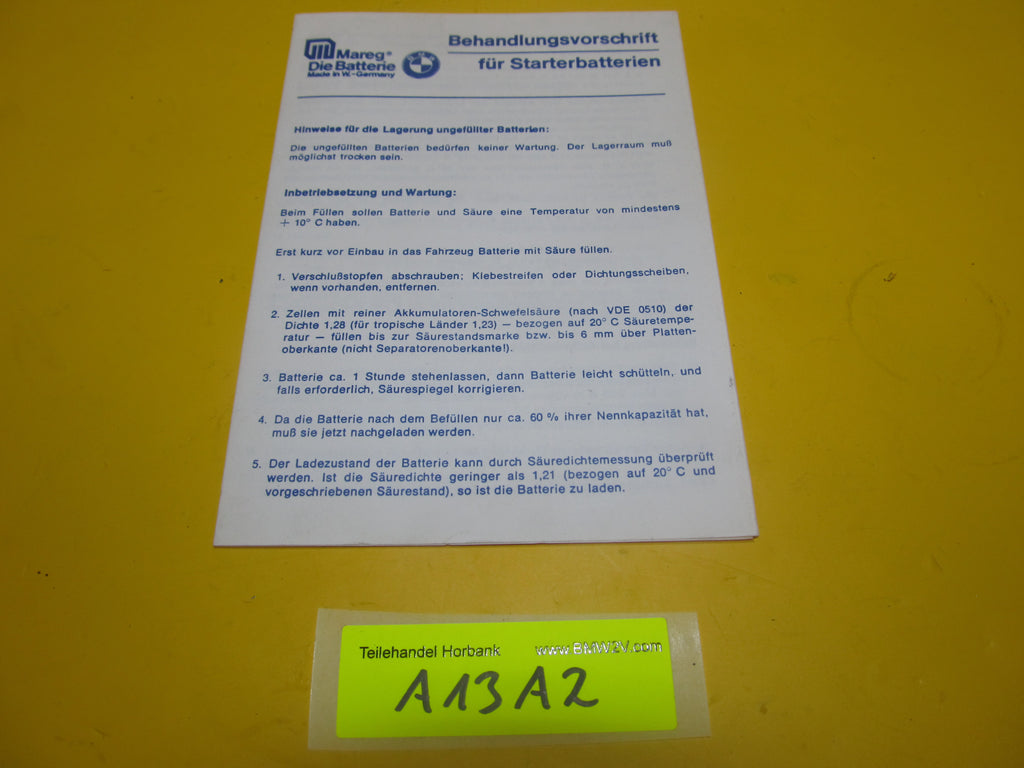 Mareg®
Die Batterie
Made in W.-Germany
BMW
Behandlungsvorschrift
für Starterbatterien
Hinweise für die Lagerung ungefüllter Batterien:
Die ungefüllten Batterien bedürfen keiner Wartung. Der Lagerraum muß
möglichst trocken sein.
Inbetriebsetzung und Wartung:
Beim Füllen sollen Batterie und Säure eine Temperatur von mindestens
+ 10° C haben.
Erst kurz vor Einbau in das Fahrzeug Batterie mit Säure füllen.
1. Verschlußstopfen abschrauben; Klebestreifen oder Dichtungsscheiben,
wenn vorhanden, entfernen.
2. Zellen mit reiner Akkumulatoren-Schwefelsäure (nach VDE 0510) der
Dichte 1,28 (für tropische Länder 1,23) — bezogen auf 20° C Säuretempe-
ratur — füllen bis zur Säurestandsmarke bzw. bis 6 mm über Platten-
oberkante (nicht Separatorenoberkante!).
3. Batterie ca. 1 Stunde stehenlassen, dann Batterie leicht schütteln, und
falls erforderlich, Säurespiegel korrigieren.
4. Da die Batterie nach dem Befüllen nur ca. 60 % ihrer Nennkapazität hat,
muß sie jetzt nachgeladen werden.
5. Der Ladezustand der Batterie kann durch Säuredichtemessung überprüft
werden. Ist die Säuredichte geringer als 1,21 (bezogen auf 20° C und
vorgeschriebenen Säurestand), so ist die Batterie zu laden.
Teilehandel Horbank www.BMW2V.com
A13A2